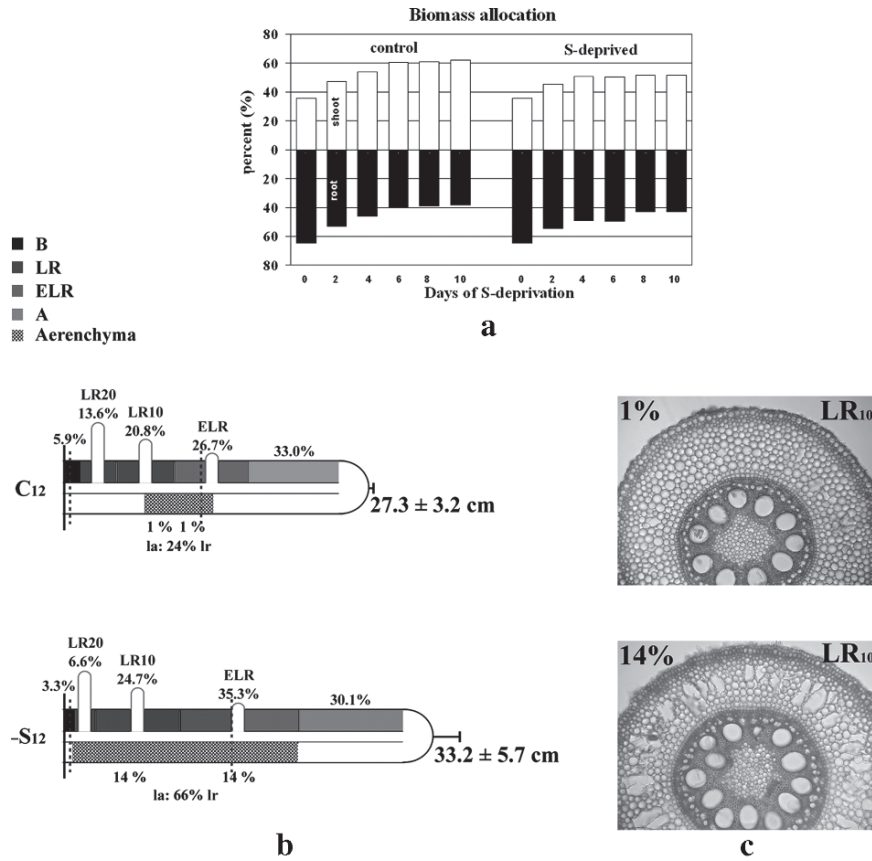 Biomass allocation
80
60
40
20
0
20
40
60
80
percent (%)
control
S-deprived
shoot
root
0 2 4 6 8 10 0 2 4 6 8 10
Days of S-deprivation
a
B
LR
ELR
A
Aerenchyma
LR20
13.6%
LR10
20.8%
ELR
26.7%
5.9%
33.0%
C12
27.3 ± 3.2 cm
1 % 1 %
la: 24% lr
1%
LR10
LR20
6.6%
LR10
24.7%
ELR
35.3%
3.3%
30.1%
–S12
33.2 ± 5.7 cm
14 % 14 %
la: 66% lr
14%
LR10
b
c